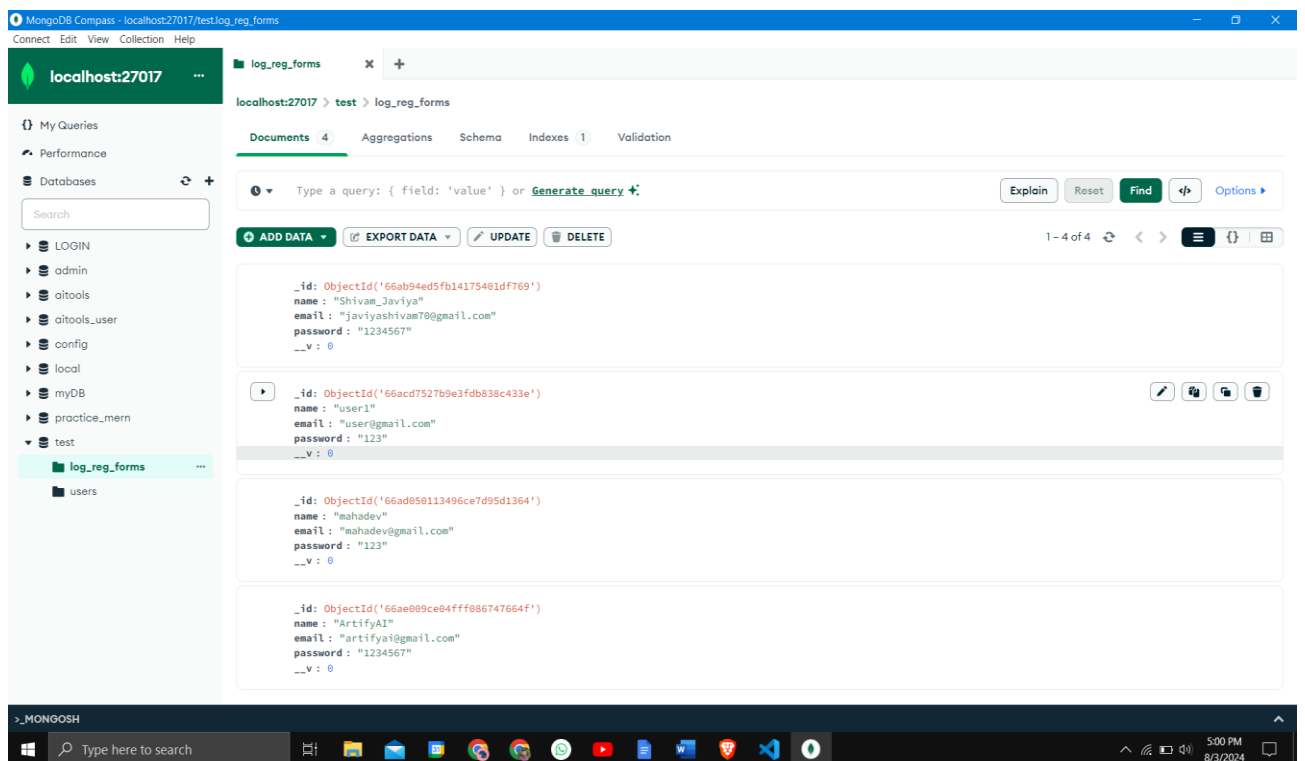 MongoDB Compass - localhost:27017/test.log_reg_forms
Connect Edit View Collection Help
localhost:27017 ...
{} My Queries
Performance
Databases
Search
LOGIN
admin
aitools
aitools_user
config
local
myDB
practice_mern
test
log_reg_forms ...
users
log_reg_forms
localhost:27017 > test > log_reg_forms
Documents 4 Aggregations Schema Indexes 1 Validation
Type a query: { field: 'value' } or Generate query
Explain Reset Find </> Options
ADD DATA EXPORT DATA UPDATE DELETE
1 – 4 of 4 {}
_id: ObjectId('66ab94ed5fb14175401df769')
name : "Shivam_Javiya"
email : "javiyashivam70@gmail.com"
password : "1234567"
__v : 0
_id: ObjectId('66acd7527b9e3fdb838c433e')
name : "user1"
email : "user@gmail.com"
password : "123"
__v : 0
_id: ObjectId('66ad050113496ce7d95d1364')
name : "mahadev"
email : "mahadev@gmail.com"
password : "123"
__v : 0
_id: ObjectId('66ae009ce04fff086747664f')
name : "ArtifyAI"
email : "artifyai@gmail.com"
password : "1234567"
__v : 0
>_MONGOSH
Type here to search
5:00 PM
8/3/2024